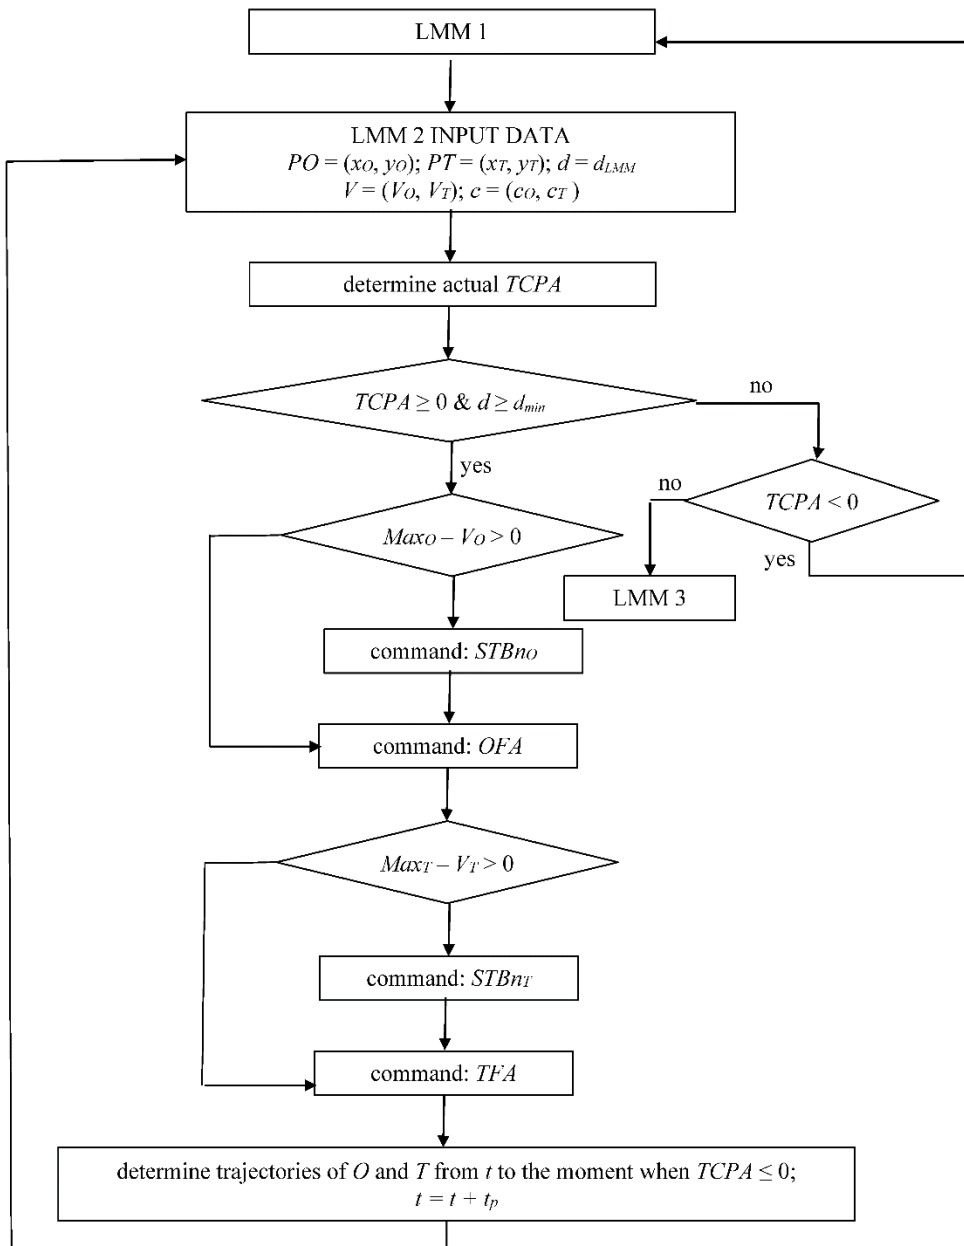 LMM 1
LMM 2 INPUT DATA
PO = (xO, yO); PT = (xT, yT); d = dLMM
V = (VO, VT); c = (cO, cT )
determine actual TCPA
TCPA ≥ 0 & d ≥ dmin
no
yes
no
TCPA < 0
MaxO – VO > 0
yes
LMM 3
command: STBnO
command: OFA
MaxT – VT > 0
command: STBnT
command: TFA
determine trajectories of O and T from t to the moment when TCPA ≤ 0;
t = t + tp